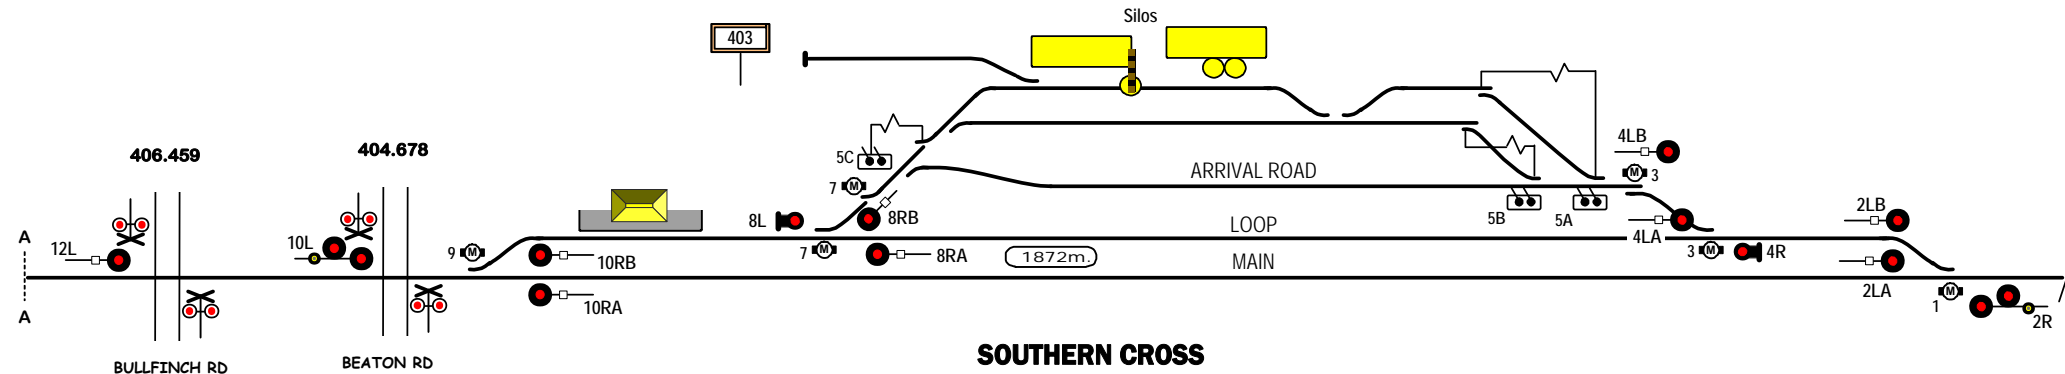 Silos
403
406.459
404.678
5C
4LB
ARRIVAL ROAD
7 M
M 3
5B
5A
8L
8RB
2LB
A
12L
10L
9 M
LOOP
4LA
10RB
7 M
8RA
1872m.
MAIN
3 M
4R
2LA
A
10RA
1 M
2R
BULLFINCH RD
BEATON RD
SOUTHERN CROSS